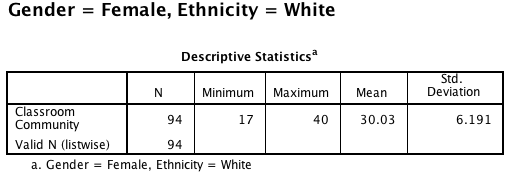 Gender = Female, Ethnicity = White
Descriptive Statisticsa
N Minimum Maximum Mean Std. Deviation
Classroom Community 94 17 40 30.03 6.191
Valid N (listwise) 94
a. Gender = Female, Ethnicity = White